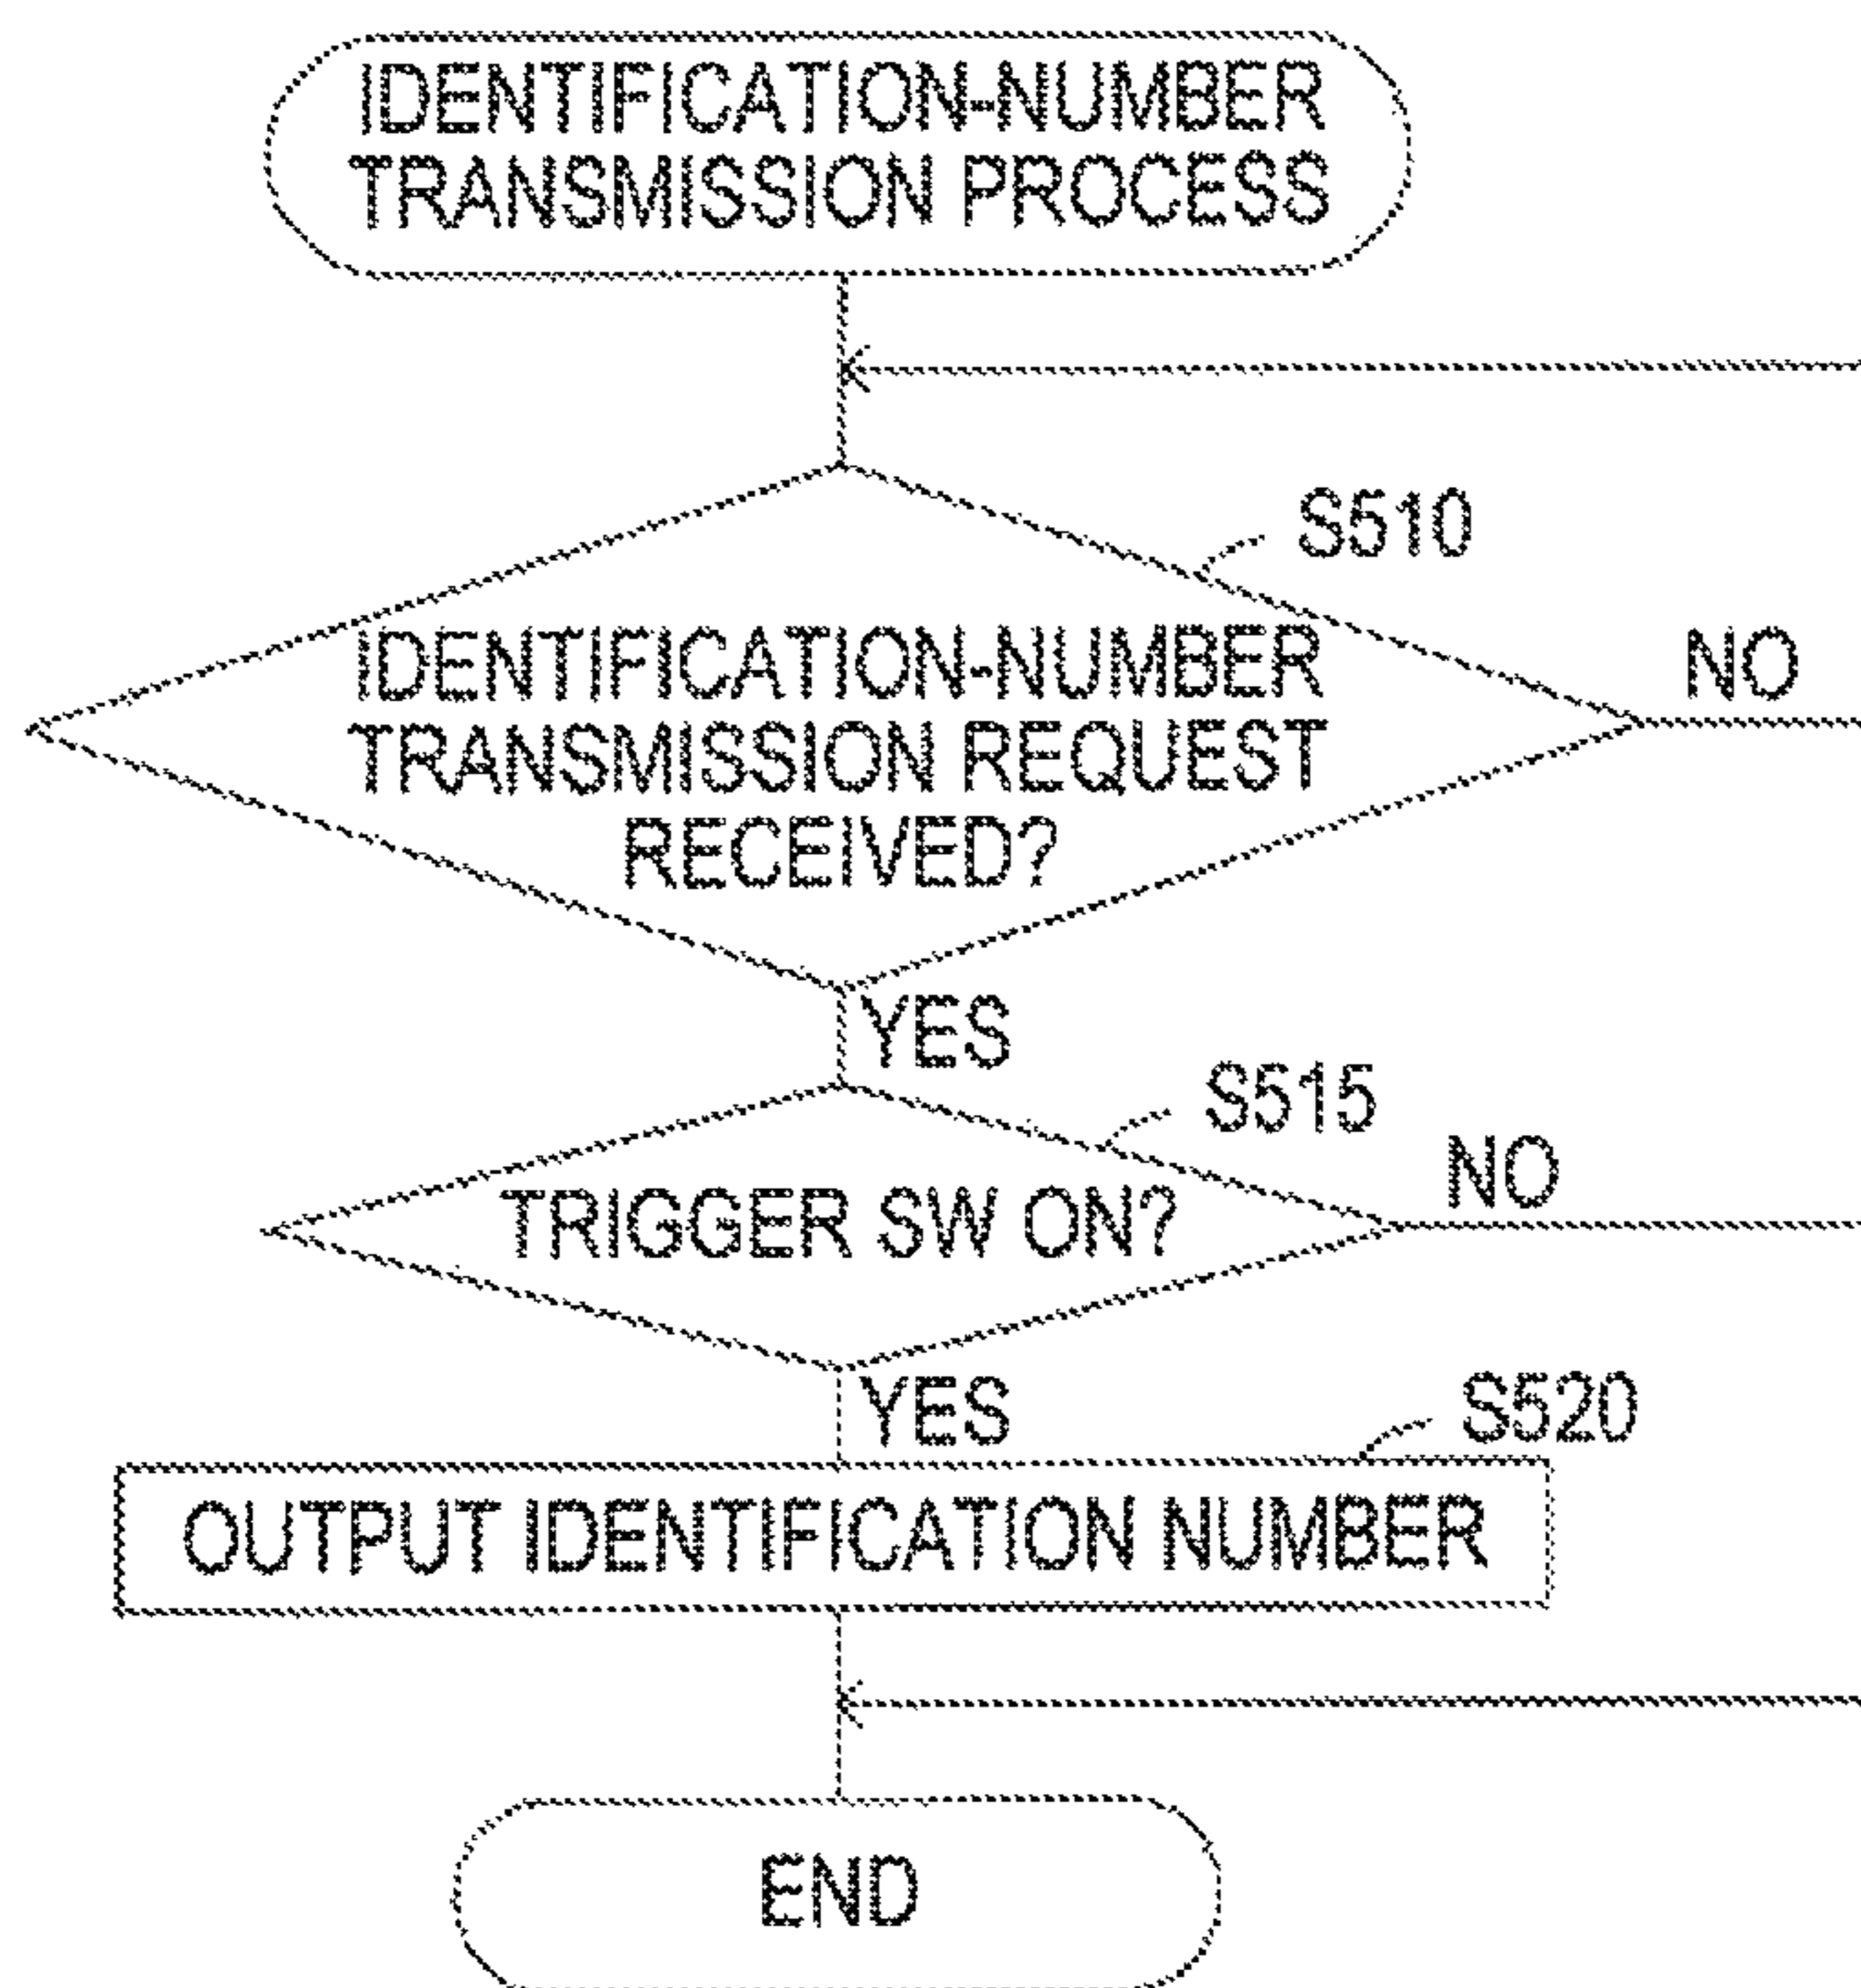 IDENTIFICATION-NUMBER
TRANSMISSION PROCESS
S510
IDENTIFICATION-NUMBER
TRANSMISSION REQUEST
RECEIVED?
NO
YES
S515
TRIGGER SW ON?
NO
YES
S520
OUTPUT IDENTIFICATION NUMBER
END